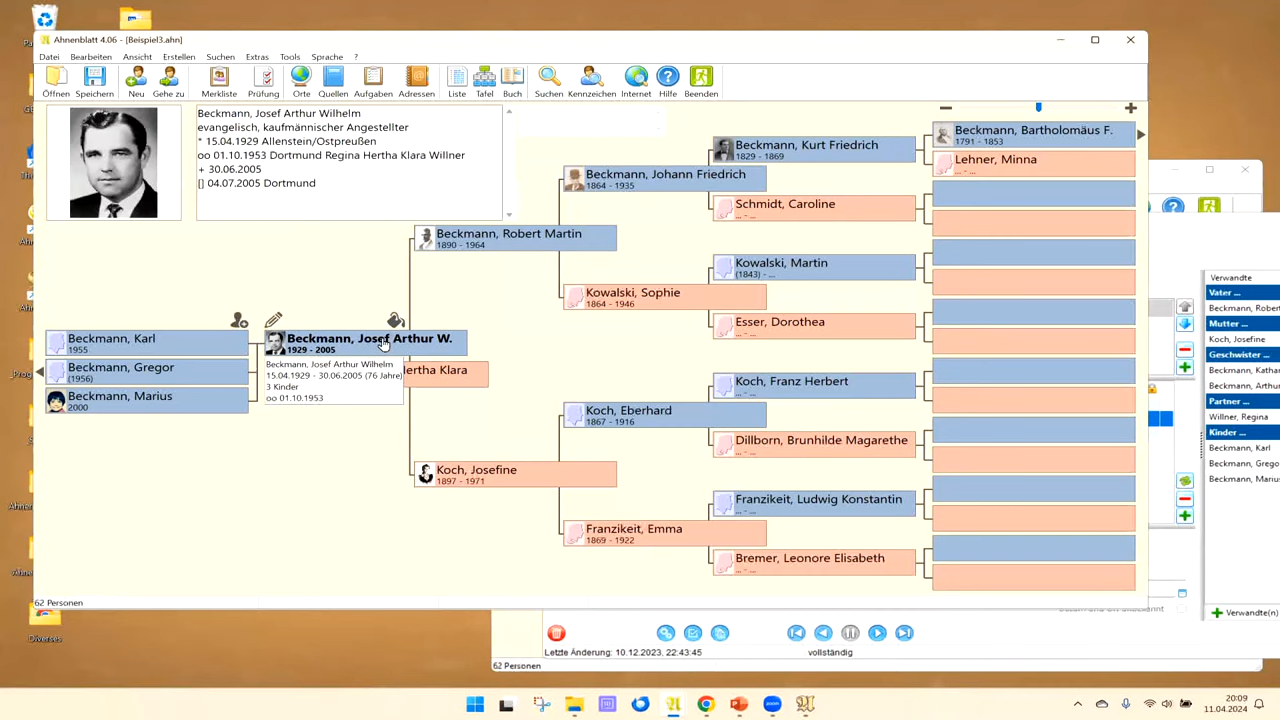 Ahnenblatt 4.06 - [Beispiel3.ahn]
Datei Bearbeiten Ansicht Erstellen Suchen Extras Tools Sprache ?
Öffnen Speichern Neu Gehe zu Merkliste Prüfung Orte Quellen Aufgaben Adressen Liste Tafel Buch Suchen Kennzeichen Internet Hilfe Beenden
Beckmann, Josef Arthur Wilhelm
evangelisch, kaufmännischer Angestellter
* 15.04.1929 Allenstein/Ostpreußen
oo 01.10.1953 Dortmund Regina Hertha Klara Willner
+ 30.06.2005
[] 04.07.2005 Dortmund
Beckmann, Karl
1955
Beckmann, Gregor
(1956)
Beckmann, Marius
2000
Beckmann, Josef Arthur W.
1929 - 2005
ertha Klara
Beckmann, Josef Arthur Wilhelm
15.04.1929 - 30.06.2005 (76 Jahre)
3 Kinder
oo 01.10.1953
Beckmann, Robert Martin
1890 - 1964
Koch, Josefine
1897 - 1971
Beckmann, Johann Friedrich
1864 - 1935
Kowalski, Sophie
1864 - 1946
Koch, Eberhard
1867 - 1916
Franzikeit, Emma
1869 - 1922
Beckmann, Kurt Friedrich
1829 - 1869
Schmidt, Caroline
... - ...
Kowalski, Martin
(1843) - ...
Esser, Dorothea
... - ...
Koch, Franz Herbert
... - ...
Dillborn, Brunhilde Magarethe
... - ...
Franzikeit, Ludwig Konstantin
... - ...
Bremer, Leonore Elisabeth
... - ...
Beckmann, Bartholomäus F.
1791 - 1853
Lehner, Minna
... - ...
62 Personen
Verwandte
Vater ...
Beckmann, Robert
Mutter ...
Koch, Josefine
Geschwister ...
Beckmann, Katha
Beckmann, Arthu
Partner ...
Willner, Regina
Kinder ...
Beckmann, Karl
Beckmann, Grego
Beckmann, Marius
Verwandte(n)
Letzte Änderung: 10.12.2023, 22:43:45
vollständig
62 Personen
Diverses
20:09
11.04.2024